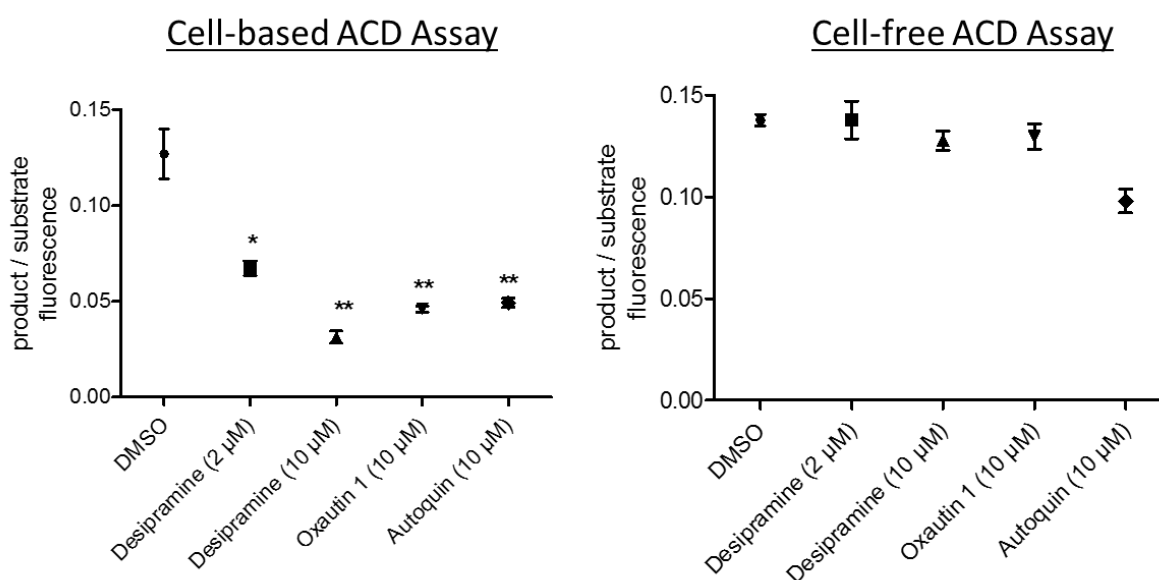 Cell-based ACD Assay
product / substrate
fluorescence
0.15
0.10
0.05
0.00
*
**
**
**
DMSO
Desipramine (2 µM)
Desipramine (10 µM)
Oxautin 1 (10 µM)
Autoquin (10 µM)
Cell-free ACD Assay
product / substrate
fluorescence
0.15
0.10
0.05
0.00
DMSO
Desipramine (2 µM)
Desipramine (10 µM)
Oxautin 1 (10 µM)
Autoquin (10 µM)